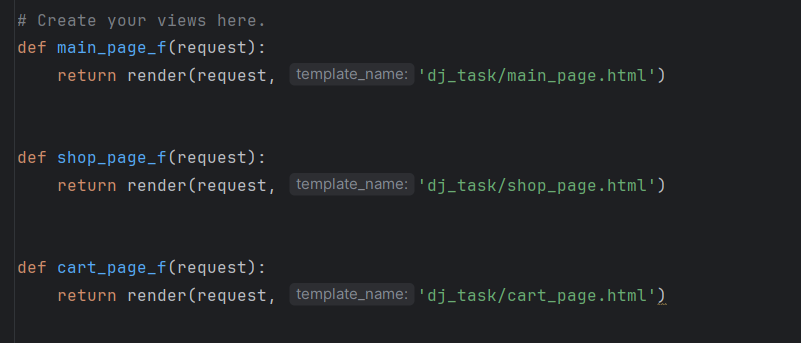 # Create your views here.
def main_page_f(request):
    return render(request, template_name: 'dj_task/main_page.html')
def shop_page_f(request):
    return render(request, template_name: 'dj_task/shop_page.html')
def cart_page_f(request):
    return render(request, template_name: 'dj_task/cart_page.html')